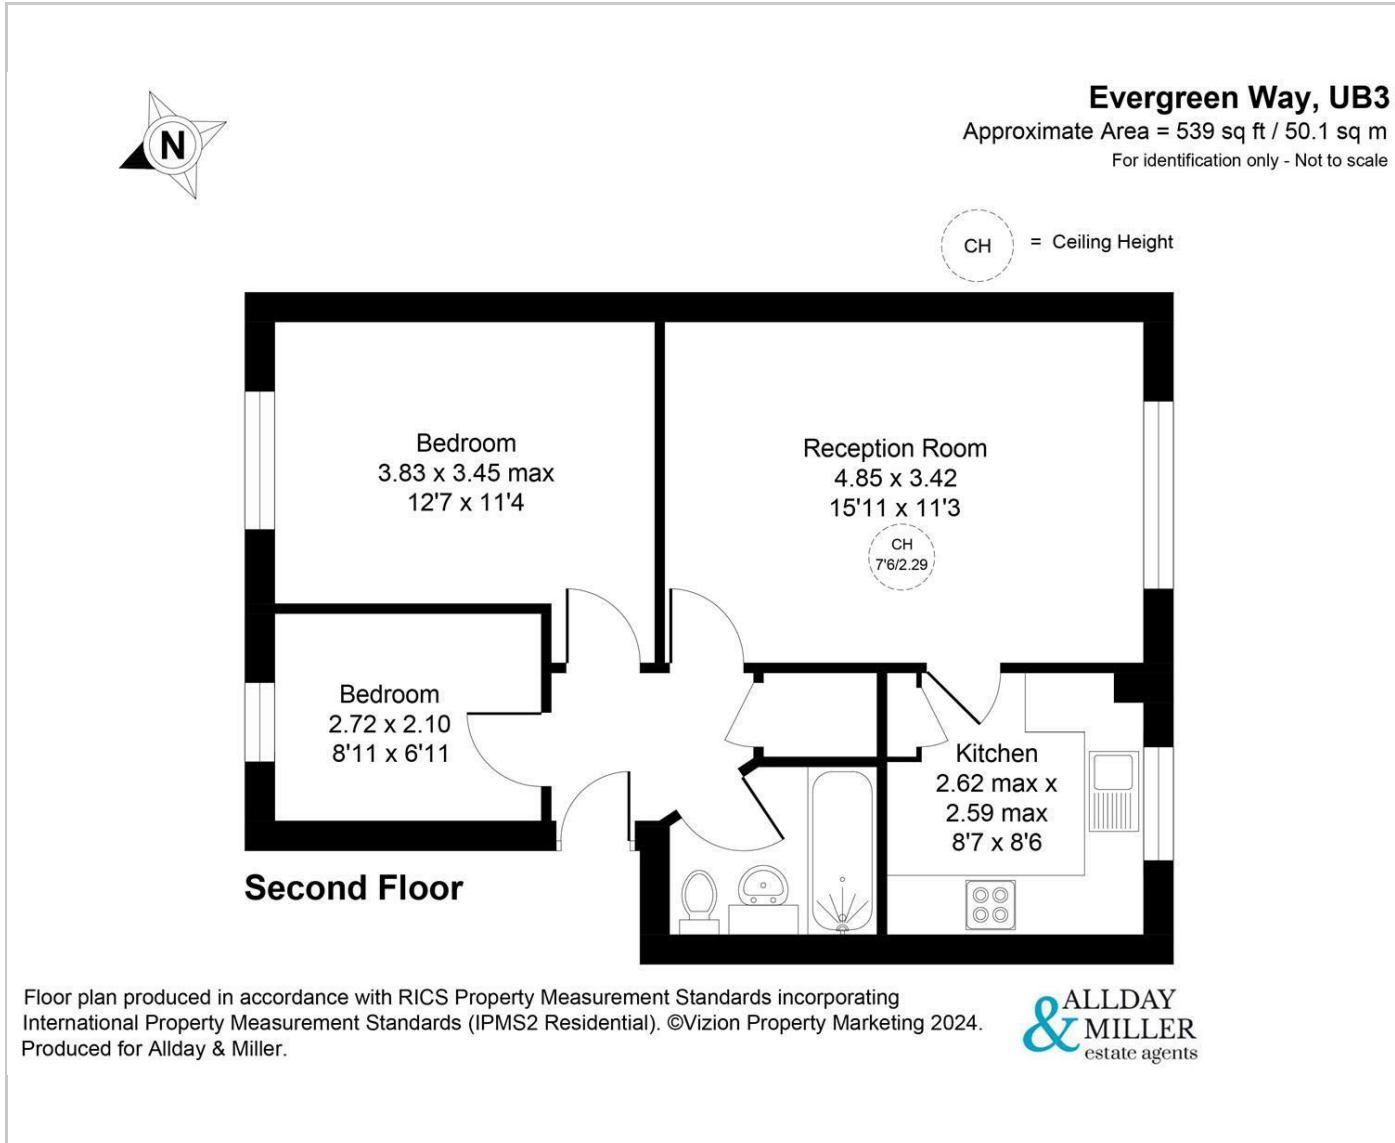 N
Evergreen Way, UB3
Approximate Area = 539 sq ft / 50.1 sq m
For identification only - Not to scale
CH = Ceiling Height
Bedroom
3.83 x 3.45 max
12'7 x 11'4
Reception Room
4.85 x 3.42
15'11 x 11'3
CH
7'6/2.29
Bedroom
2.72 x 2.10
8'11 x 6'11
Kitchen
2.62 max x
2.59 max
8'7 x 8'6
Second Floor
Floor plan produced in accordance with RICS Property Measurement Standards incorporating
International Property Measurement Standards (IPMS2 Residential). ©Vizion Property Marketing 2024.
Produced for Allday & Miller.
ALLDAY
& MILLER
estate agents